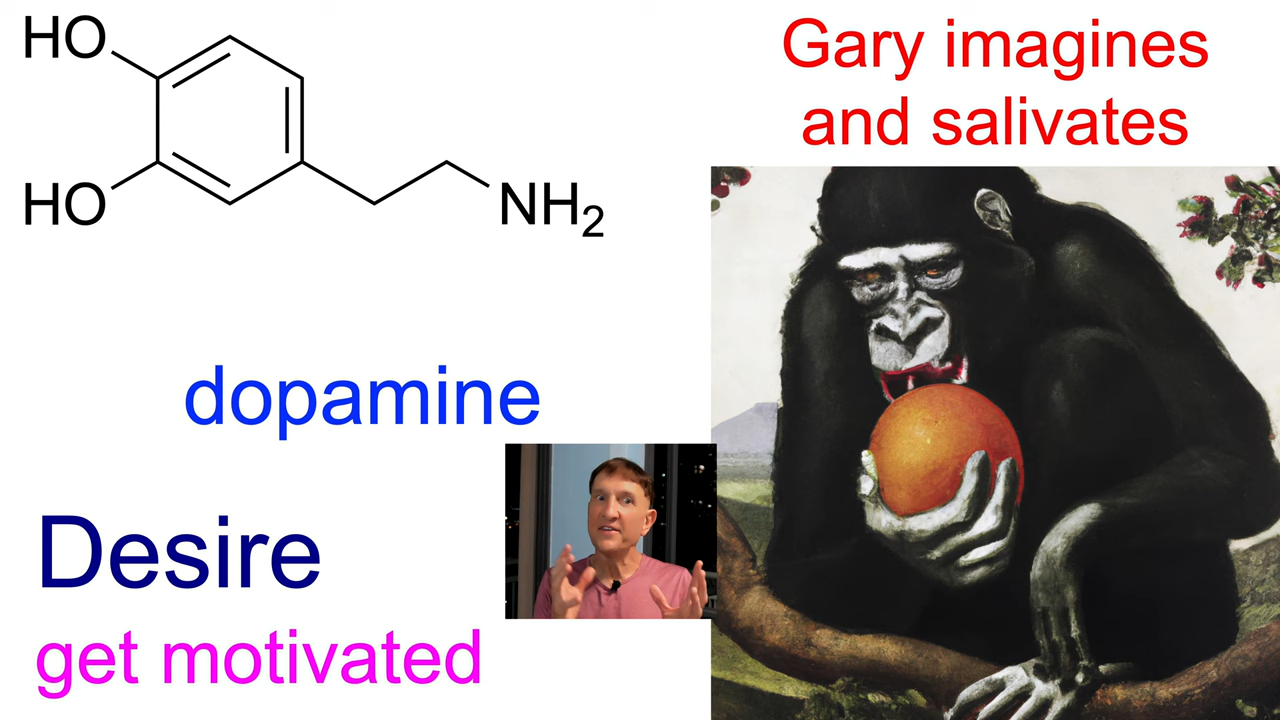 HO
HO
NH2
dopamine
Desire
get motivated
Gary imagines
and salivates